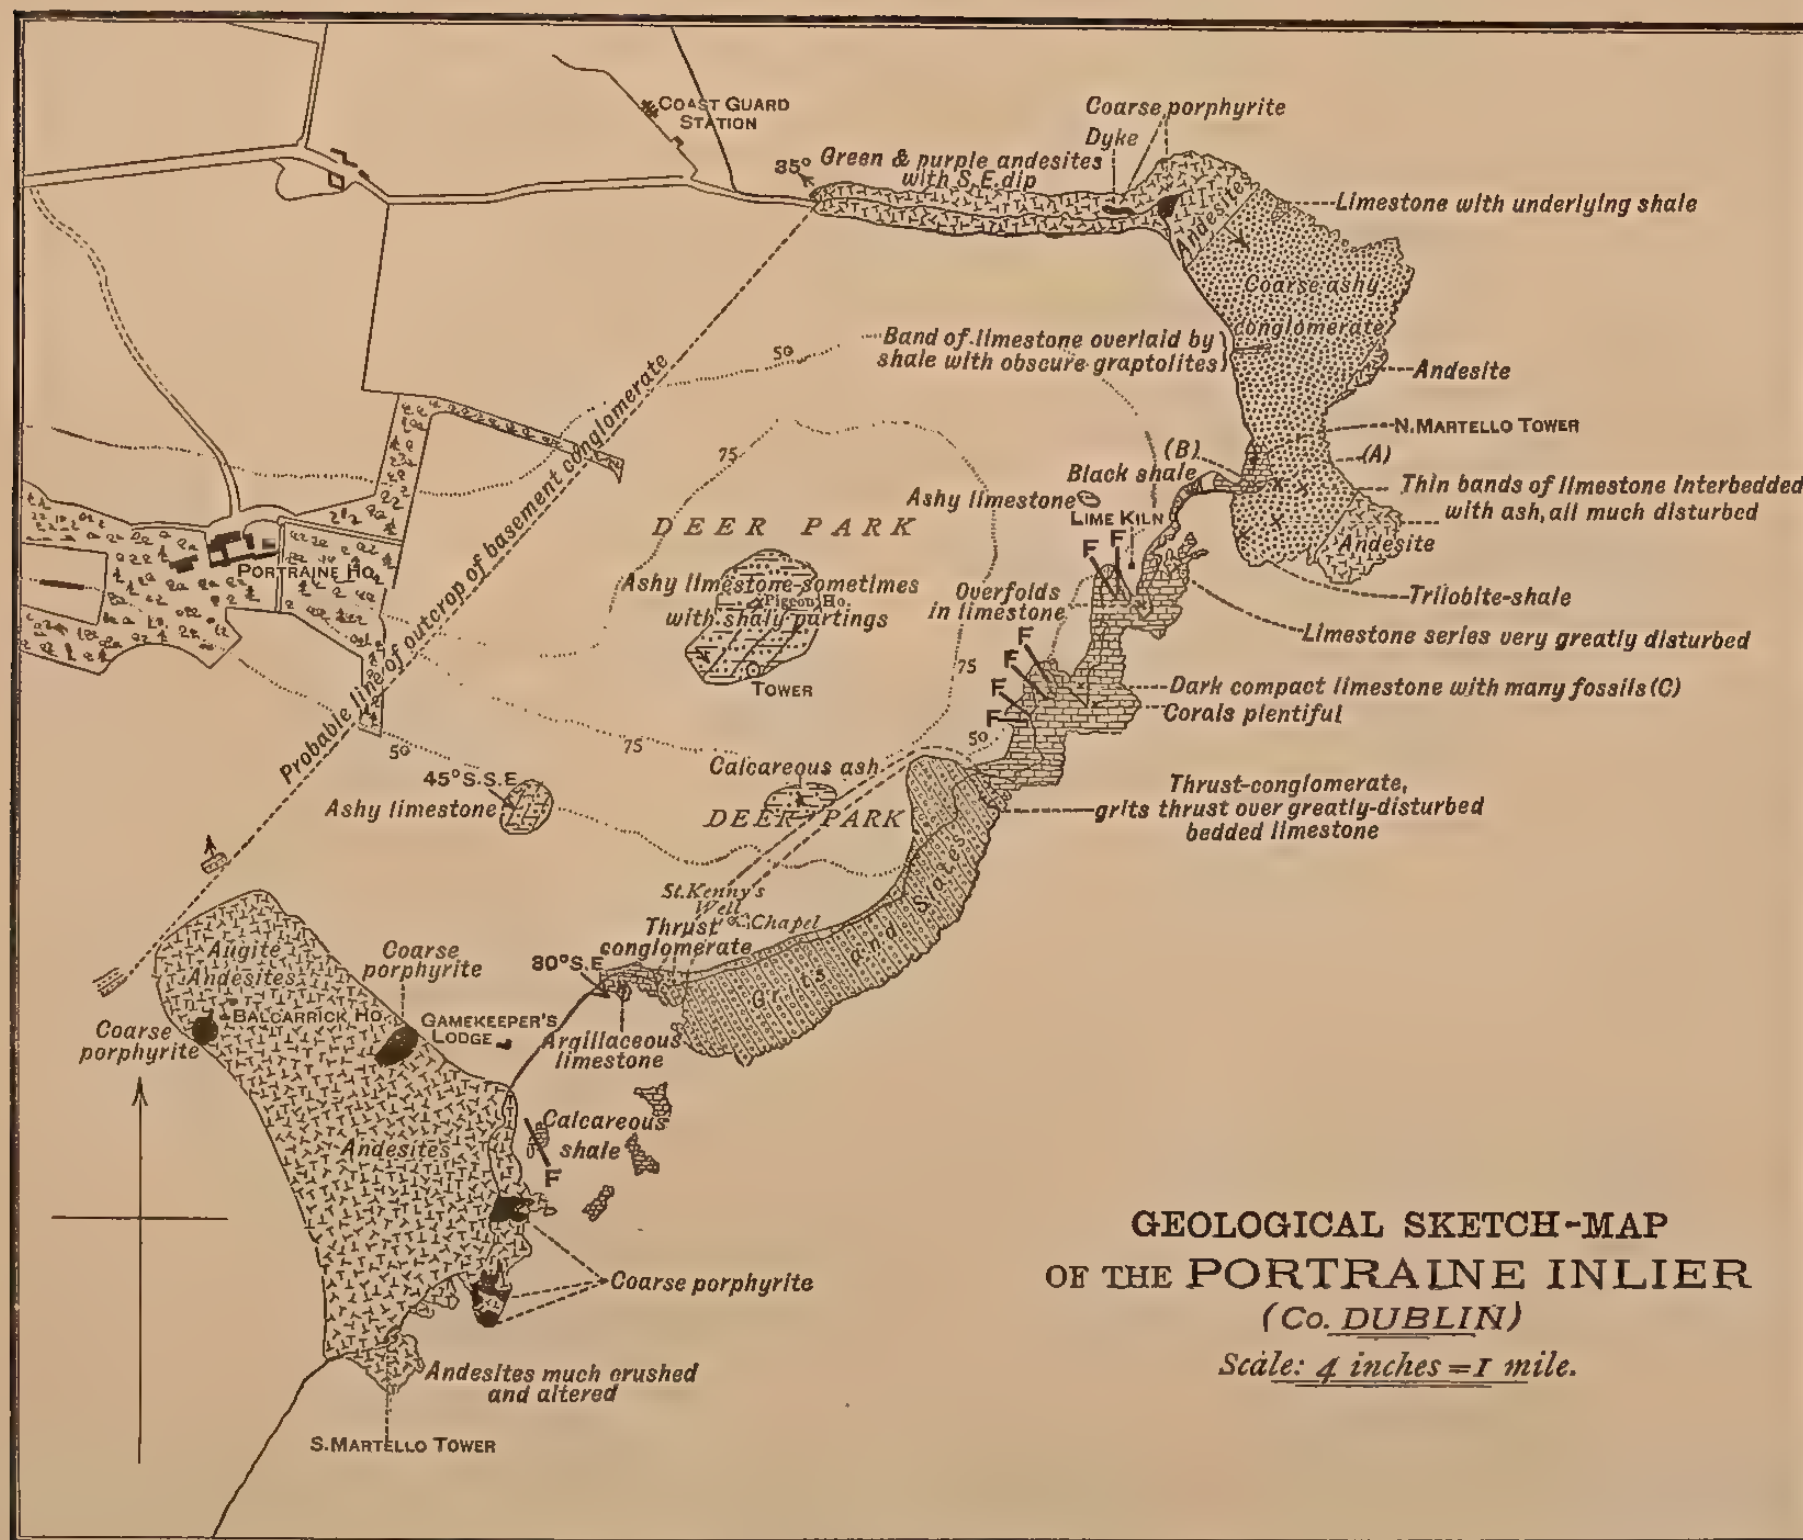 COAST GUARD
STATION
Coarse porphyrite
Dyke
35° Green & purple andesites
with S.E. dip
Andesite
Limestone with underlying shale
Coarse ashy
conglomerate
Band of limestone overlaid by
shale with obscure graptolites
50
Andesite
N. MARTELLO TOWER
(A)
(B)
Black shale
Ashy limestone
LIME KILN
Thin bands of limestone interbedded
with ash, all much disturbed
Andesite
75
DEER PARK
Probable line of outcrop of basement conglomerate
PORTRAINE HO.
Ashy limestone sometimes
Pigeon Ho.
with shaly partings
TOWER
F
F
Overfolds
in limestone
Trilobite-shale
Limestone series very greatly disturbed
F
F
F
F
75
Dark compact limestone with many fossils (C)
Corals plentiful
50
75
50
45° S.S.E
Ashy limestone
Calcareous ash
DEER PARK
Thrust-conglomerate,
grits thrust over greatly-disturbed
bedded limestone
St. Kenny's
Well
Chapel
Thrust
conglomerate
80° S.E
Grits and Slates
Augite
Andesites
Coarse
porphyrite
BALCARRICK HO.
Coarse
porphyrite
GAMEKEEPER'S
LODGE
Argillaceous
limestone
Andesites
Calcareous
shale
F
Coarse porphyrite
Andesites much crushed
and altered
S. MARTELLO TOWER
GEOLOGICAL SKETCH-MAP
OF THE PORTRAINE INLIER
(Co. DUBLIN)
Scale: 4 inches = 1 mile.